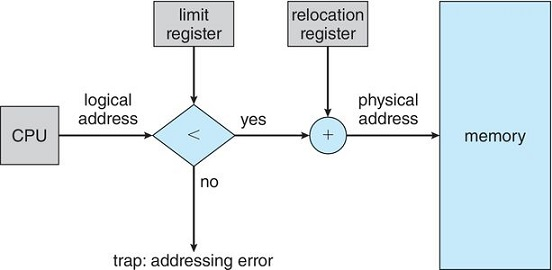 limit
register
relocation
register
logical
address
physical
address
CPU
<
yes
+
memory
no
trap: addressing error